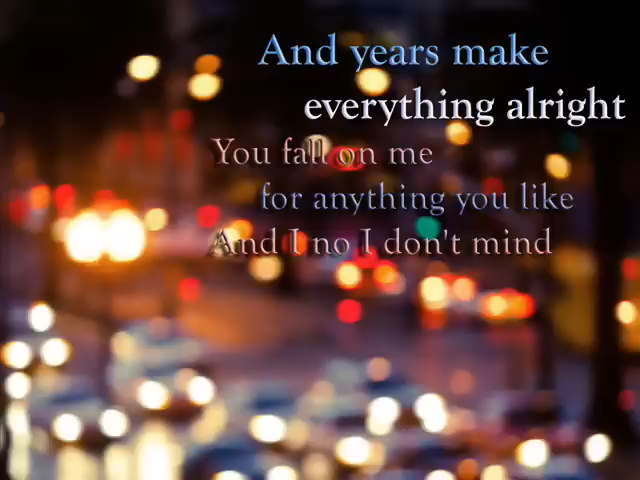 And years make
everything alright
You fall on me
for anything you like
And I no I don't mind